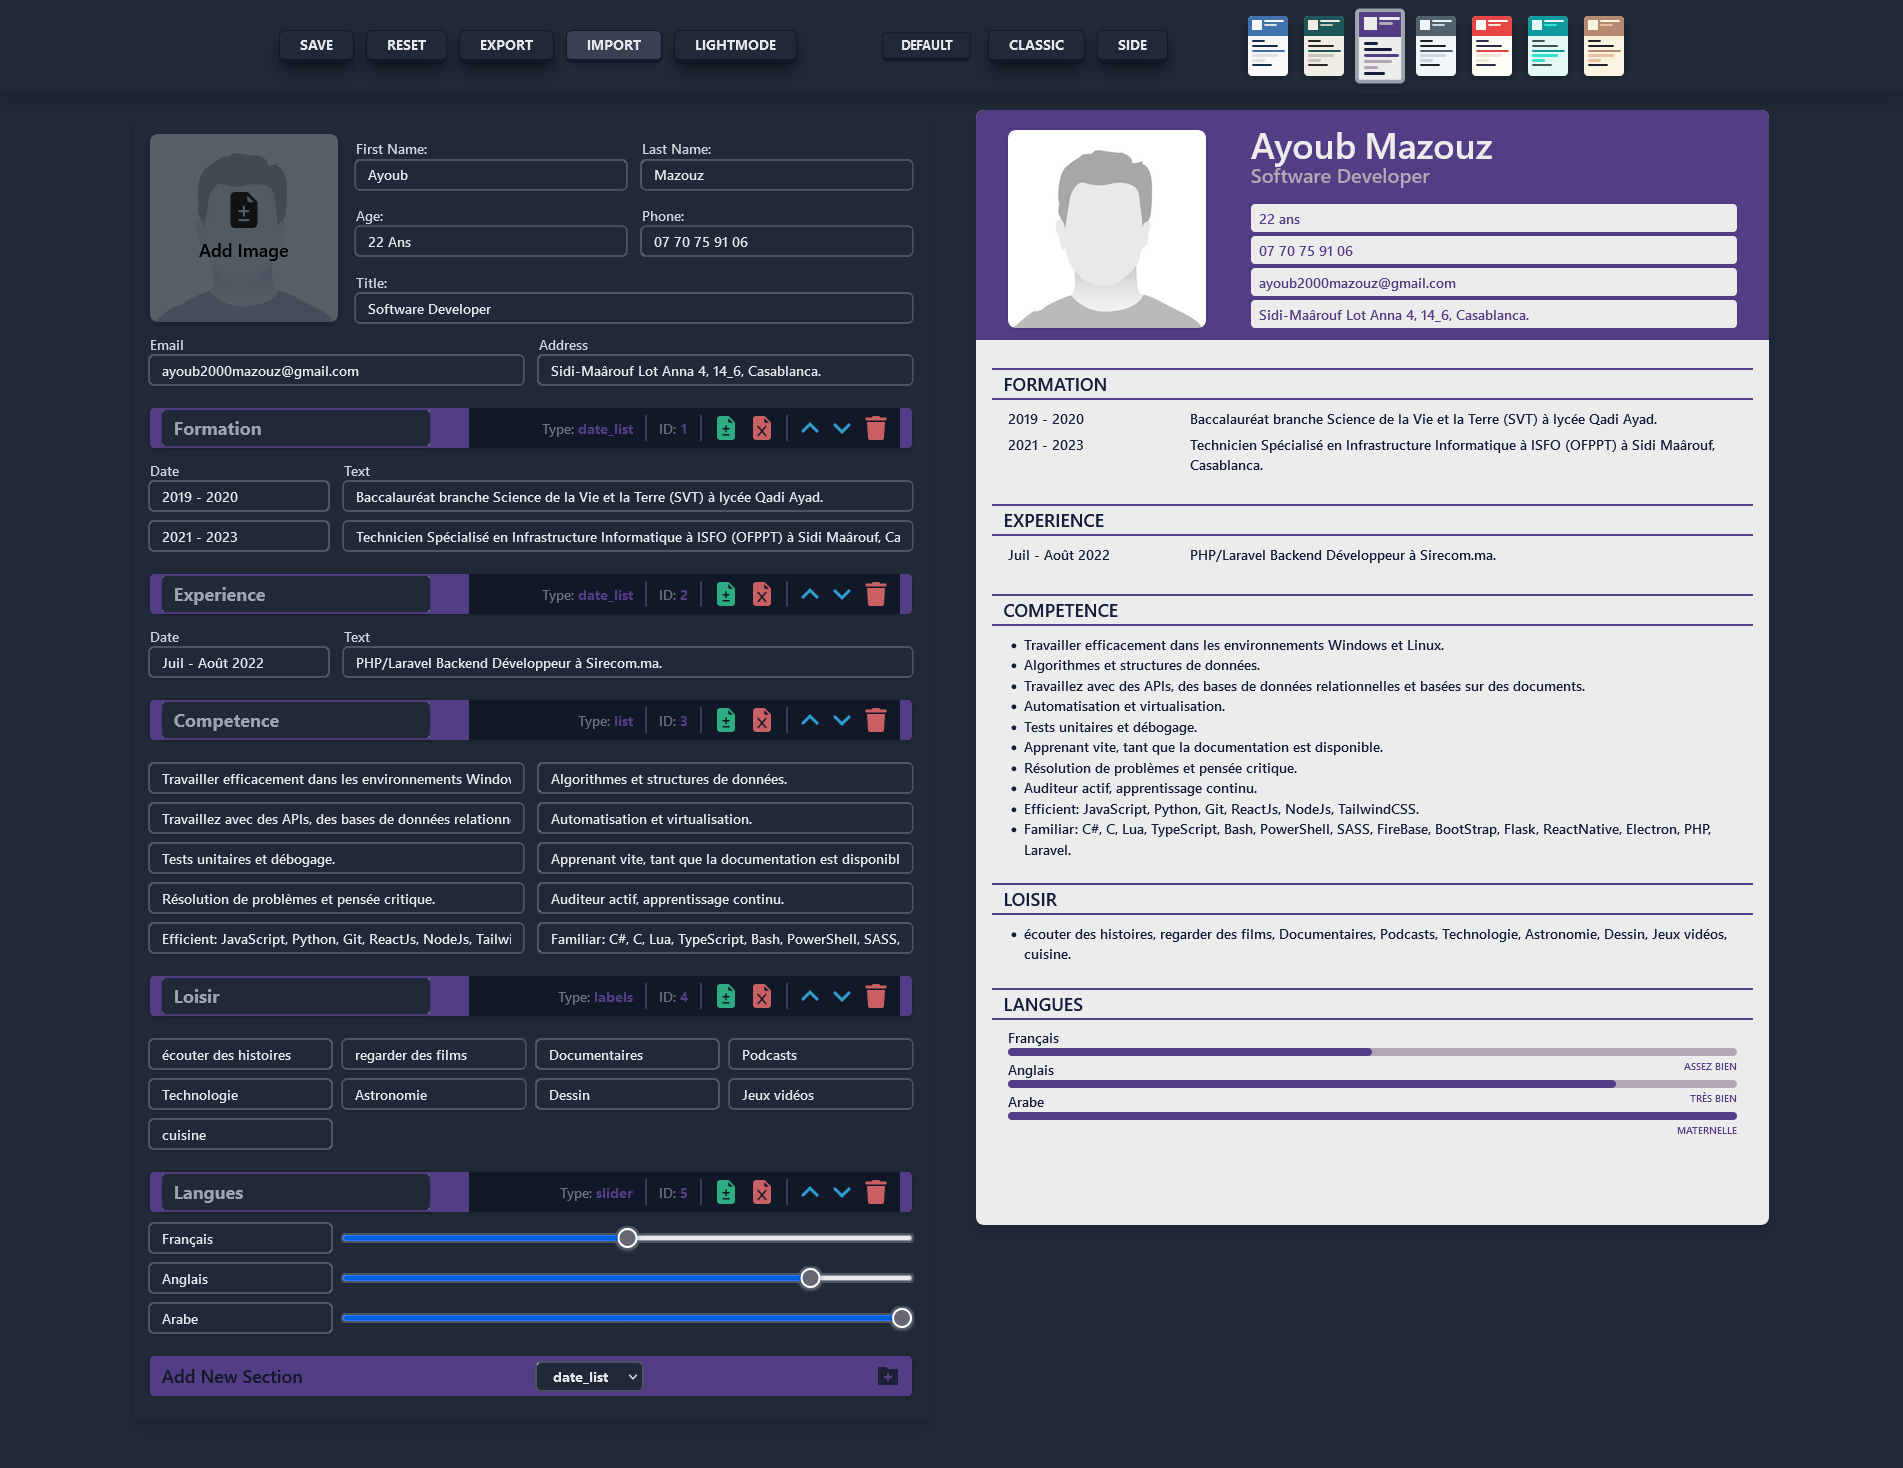 SAVE
RESET
EXPORT
IMPORT
LIGHTMODE
DEFAULT
CLASSIC
SIDE
Add Image
First Name:
Ayoub
Last Name:
Mazouz
Age:
22 Ans
Phone:
07 70 75 91 06
Title:
Software Developer
Email
ayoub2000mazouz@gmail.com
Address
Sidi-Maârouf Lot Anna 4, 14_6, Casablanca.
Formation
Type: date_list
ID: 1
Date
Text
2019 - 2020
Baccalauréat branche Science de la Vie et la Terre (SVT) à lycée Qadi Ayad.
2021 - 2023
Technicien Spécialisé en Infrastructure Informatique à ISFO (OFPPT) à Sidi Maârouf, Ca
Experience
Type: date_list
ID: 2
Date
Text
Juil - Août 2022
PHP/Laravel Backend Développeur à Sirecom.ma.
Competence
Type: list
ID: 3
Travailler efficacement dans les environnements Window
Algorithmes et structures de données.
Travaillez avec des APIs, des bases de données relationn
Automatisation et virtualisation.
Tests unitaires et débogage.
Apprenant vite, tant que la documentation est disponibl
Résolution de problèmes et pensée critique.
Auditeur actif, apprentissage continu.
Efficient: JavaScript, Python, Git, ReactJs, NodeJs, Tailwi
Familiar: C#, C, Lua, TypeScript, Bash, PowerShell, SASS,
Loisir
Type: labels
ID: 4
écouter des histoires
regarder des films
Documentaires
Podcasts
Technologie
Astronomie
Dessin
Jeux vidéos
cuisine
Langues
Type: slider
ID: 5
Français
Anglais
Arabe
Add New Section
date_list
Ayoub Mazouz
Software Developer
22 ans
07 70 75 91 06
ayoub2000mazouz@gmail.com
Sidi-Maârouf Lot Anna 4, 14_6, Casablanca.
FORMATION
2019 - 2020
Baccalauréat branche Science de la Vie et la Terre (SVT) à lycée Qadi Ayad.
2021 - 2023
Technicien Spécialisé en Infrastructure Informatique à ISFO (OFPPT) à Sidi Maârouf,
Casablanca.
EXPERIENCE
Juil - Août 2022
PHP/Laravel Backend Développeur à Sirecom.ma.
COMPETENCE
• Travailler efficacement dans les environnements Windows et Linux.
• Algorithmes et structures de données.
• Travaillez avec des APIs, des bases de données relationnelles et basées sur des documents.
• Automatisation et virtualisation.
• Tests unitaires et débogage.
• Apprenant vite, tant que la documentation est disponible.
• Résolution de problèmes et pensée critique.
• Auditeur actif, apprentissage continu.
• Efficient: JavaScript, Python, Git, ReactJs, NodeJs, TailwindCSS.
• Familiar: C#, C, Lua, TypeScript, Bash, PowerShell, SASS, FireBase, BootStrap, Flask, ReactNative, Electron, PHP,
Laravel.
LOISIR
• écouter des histoires, regarder des films, Documentaires, Podcasts, Technologie, Astronomie, Dessin, Jeux vidéos,
cuisine.
LANGUES
Français
ASSEZ BIEN
Anglais
TRÈS BIEN
Arabe
MATERNELLE